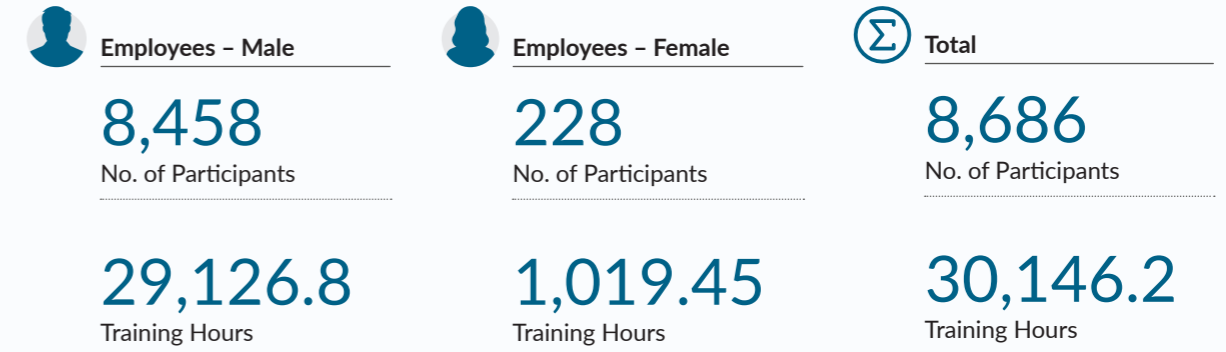 Employees – Male
8,458
No. of Participants
29,126.8
Training Hours
Employees – Female
228
No. of Participants
1,019.45
Training Hours
Σ
Total
8,686
No. of Participants
30,146.2
Training Hours